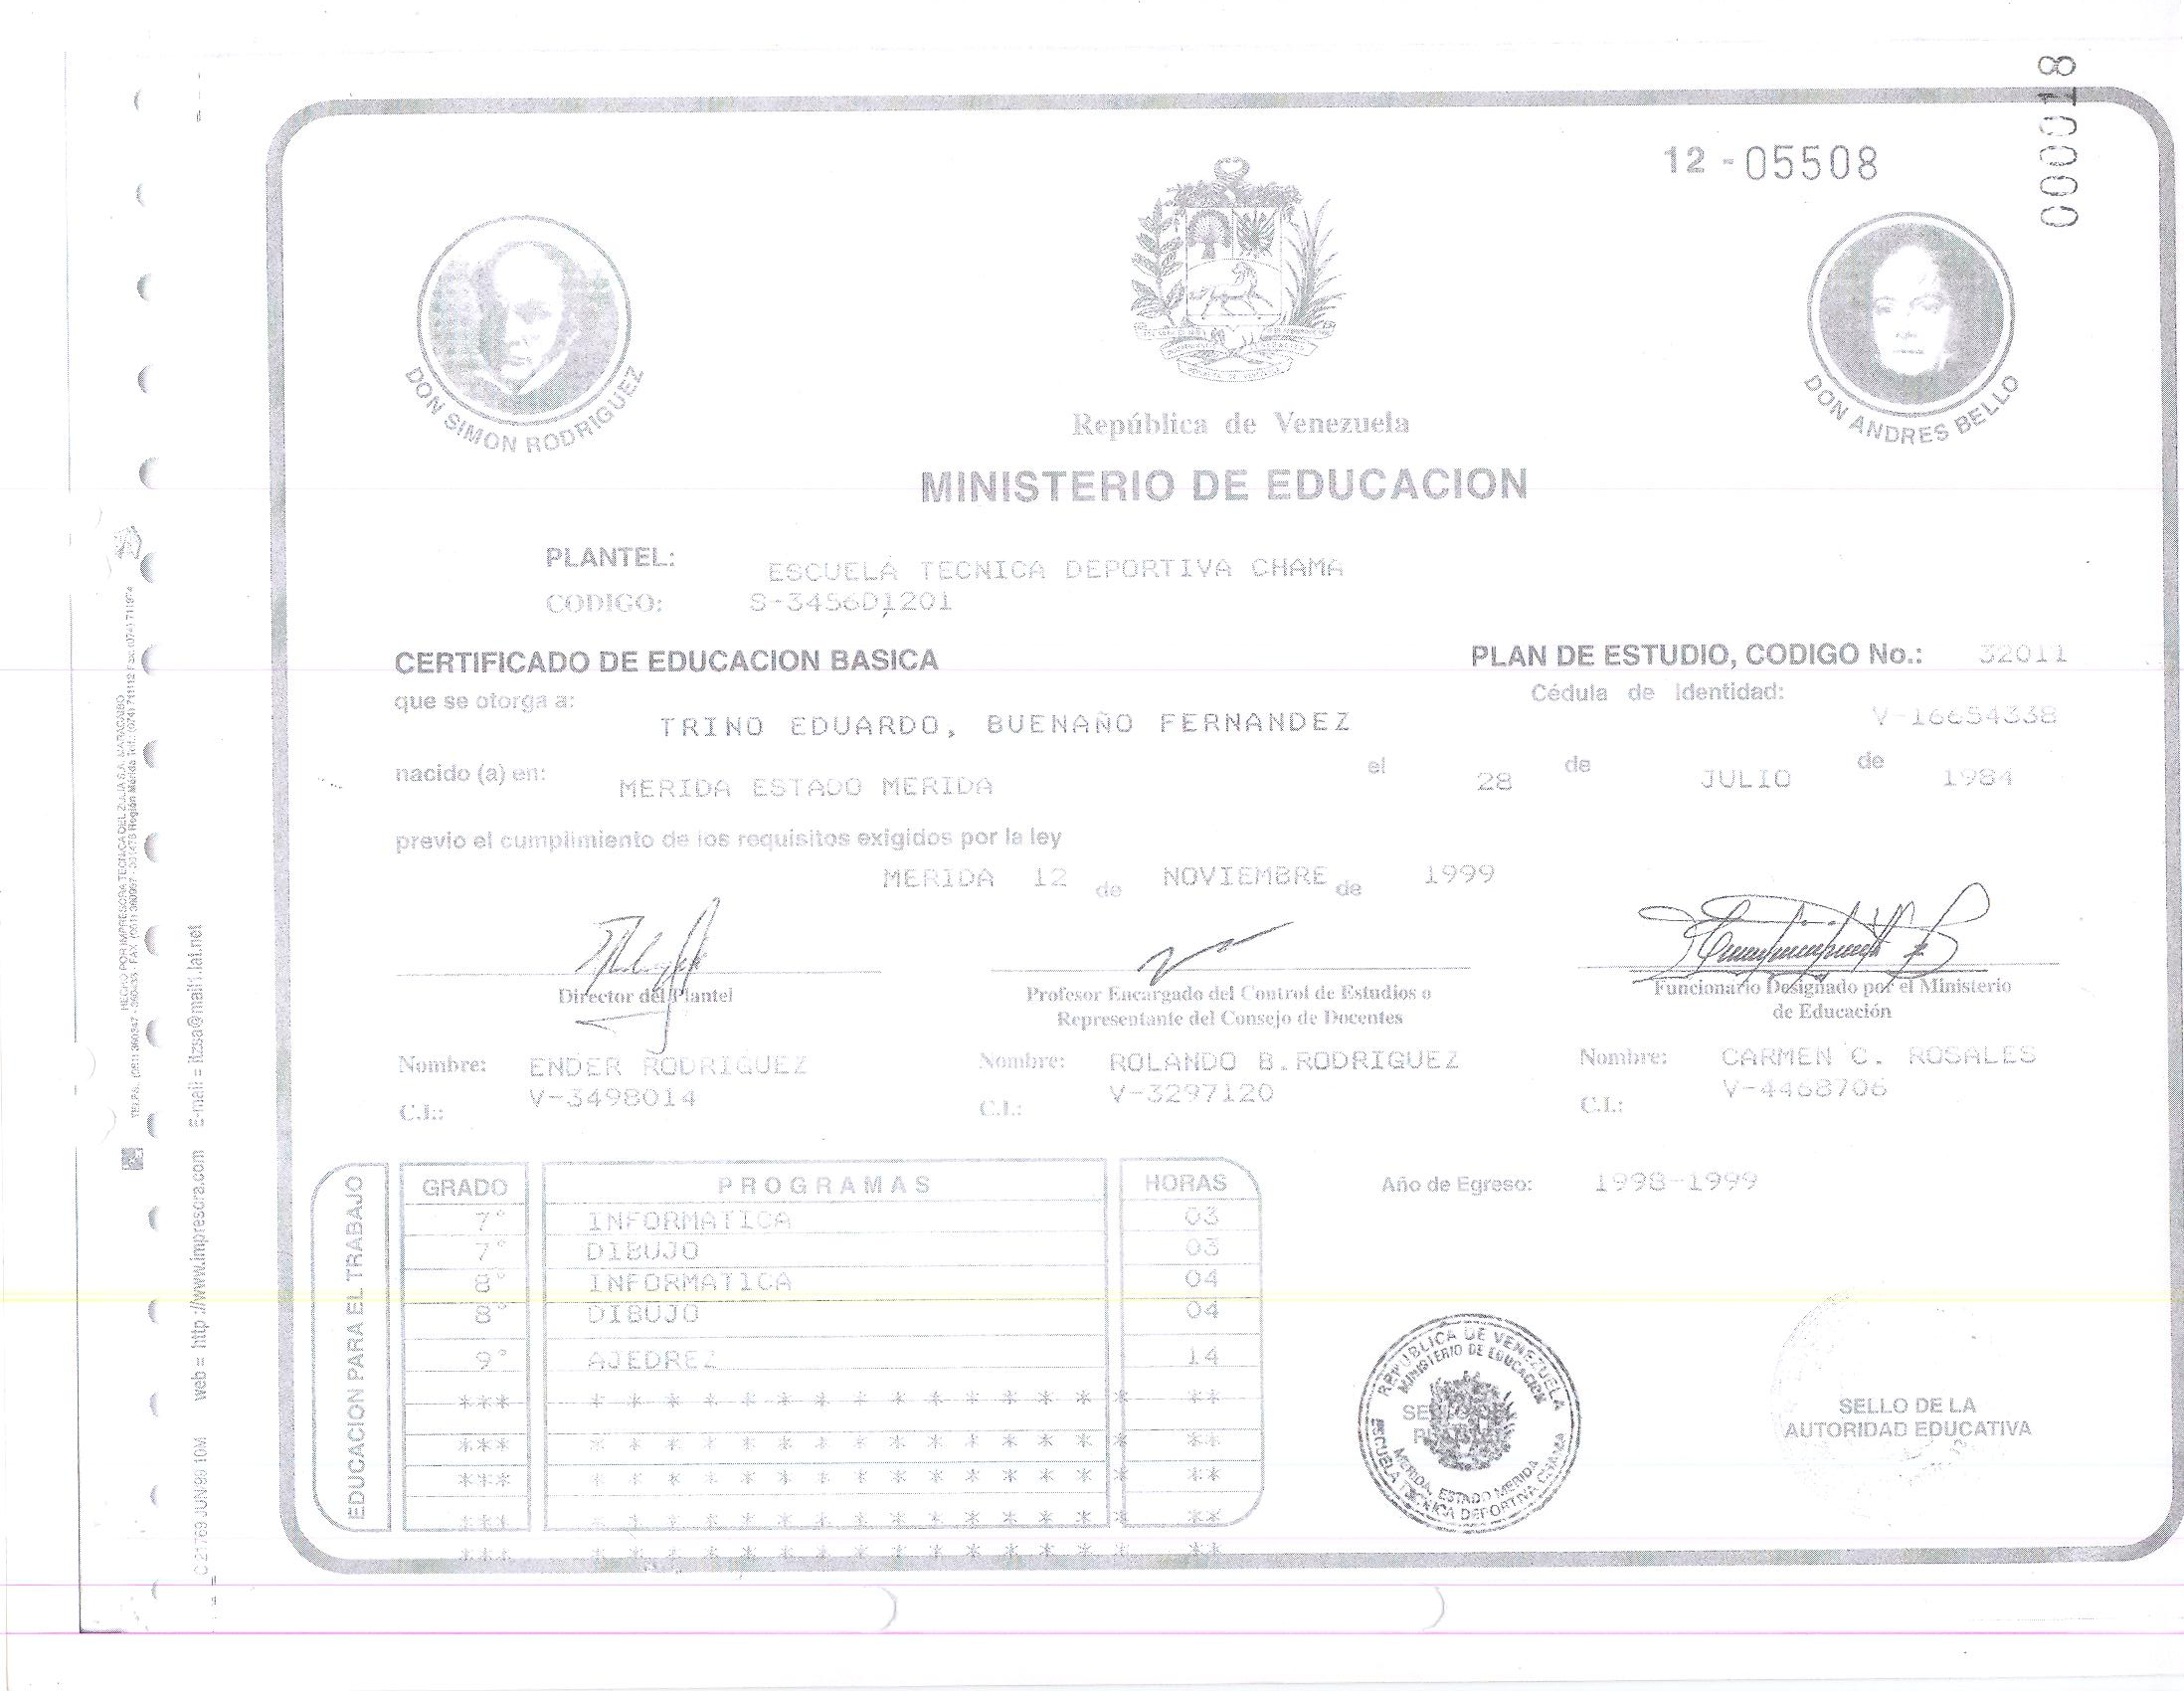 000018
12 - 05508
DON SIMON RODRIGUEZ
DON ANDRES BELLO
República de Venezuela
MINISTERIO DE EDUCACION
PLANTEL: ESCUELA TECNICA DEPORTIVA CHAMA
CODIGO: S-3456D1201
CERTIFICADO DE EDUCACION BASICA PLAN DE ESTUDIO, CODIGO No.: 32011
que se otorga a: Cédula de Identidad:
TRINO EDUARDO, BUENAÑO FERNANDEZ V-16654338
nacido (a) en: MERIDA ESTADO MERIDA el 28 de JULIO de 1984
previo el cumplimiento de los requisitos exigidos por la ley
MERIDA 12 de NOVIEMBRE de 1999
Director del Plantel
Profesor Encargado del Control de Estudios o
Representante del Consejo de Docentes
Funcionario Designado por el Ministerio
de Educación
Nombre: ENDER RODRIGUEZ
C.I.: V-3498014
Nombre: ROLANDO B. RODRIGUEZ
C.I.: V-3297120
Nombre: CARMEN C. ROSALES
C.I.: V-4468706
EDUCACION PARA EL TRABAJO
GRADO PROGRAMAS HORAS
7° INFORMATICA 03
7° DIBUJO 03
8° INFORMATICA 04
8° DIBUJO 04
9° AJEDREZ 14
*** * * * * * * * * * * * * * * * **
*** * * * * * * * * * * * * * * * **
*** * * * * * * * * * * * * * * * **
*** * * * * * * * * * * * * * * * **
*** * * * * * * * * * * * * * * * **
Año de Egreso: 1998-1999
REPUBLICA DE VENEZUELA
MINISTERIO DE EDUCACION
MERIDA, ESTADO MERIDA
ESCUELA TECNICA DEPORTIVA CHAMA
SELLO DE LA
AUTORIDAD EDUCATIVA
HECHO POR IMPRESORA TECNICA DEL ZULIA S.A. MARACAIBO
web = http://www.impresora.com E-mail = itzsa@mail1.lat.net